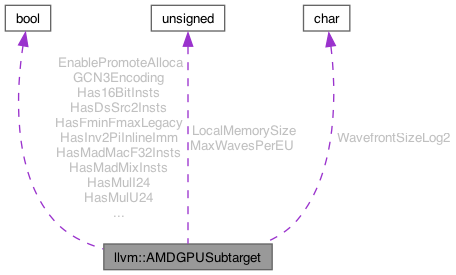 bool
unsigned
char
EnablePromoteAlloca
GCN3Encoding
Has16BitInsts
HasDsSrc2Insts
HasFminFmaxLegacy
HasInv2PiInlineImm
HasMadMacF32Insts
HasMadMixInsts
HasMulI24
HasMulU24
...
LocalMemorySize
MaxWavesPerEU
WavefrontSizeLog2
llvm::AMDGPUSubtarget